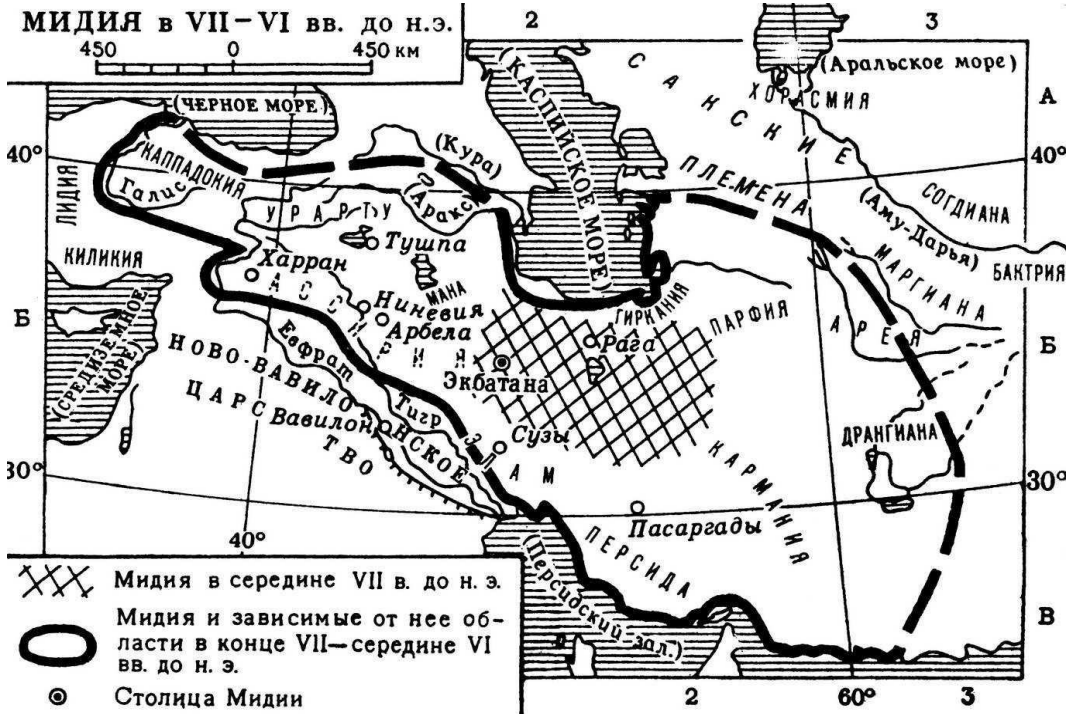 МИДИЯ в VII–VI вв. до н.э.
450 0 450 км
2 3
(Аральское море)
ХОРАСМИЯ
САКСКИЕ
ПЛЕМЕНА
А
(ЧЕРНОЕ МОРЕ)
(КАСПИЙСКОЕ МОРЕ)
40°
40°
КАППАДОКИЯ
(Кура)
Галис
ЛИДИЯ
УРАРТУ
(Аракс)
СОГДИАНА
(Аму-Дарья)
Тушпа
МАРГИАНА
КИЛИКИЯ
Харран
БАКТРИЯ
АССИРИЯ
МАНА
Ниневия
ГИРКАНИЯ
ПАРФИЯ
АРЕЯ
Б
Б
Арбела
Рага
(СРЕДИЗЕМНОЕ МОРЕ)
Евфрат
Экбатана
НОВО-ВАВИЛОНСКОЕ
ЦАРСТВО
Тигр
Вавилон
Сузы
ДРАНГИАНА
ЭЛАМ
КАРМАНИЯ
30°
30°
Пасаргады
ПЕРСИДА
40°
(Персидский зал.)
В
2 60° 3
Мидия в середине VII в. до н. э.
Мидия и зависимые от нее об-
ласти в конце VII—середине VI
вв. до н. э.
Столица Мидии